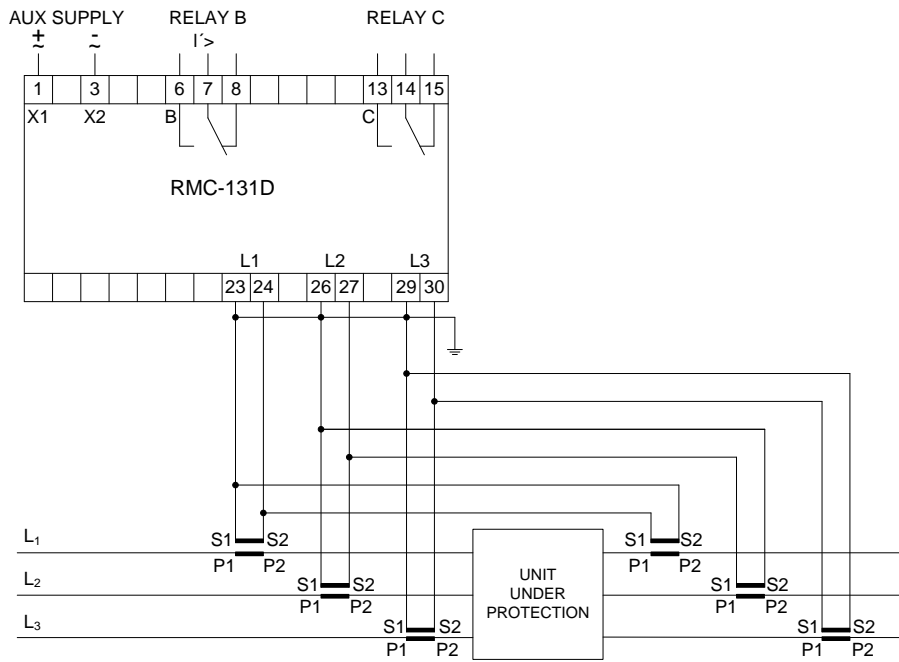 AUX SUPPLY RELAY B RELAY C
± ~ - ~ I´>
1 3 6 7 8 13 14 15
X1 X2 B C
RMC-131D
L1 L2 L3
23 24 26 27 29 30
L₁ S1 S2 S1 S2
P1 P2 P1 P2
L₂ S1 S2 S1 S2
P1 P2 P1 P2
L₃ S1 S2 S1 S2
P1 P2 P1 P2
UNIT
UNDER
PROTECTION